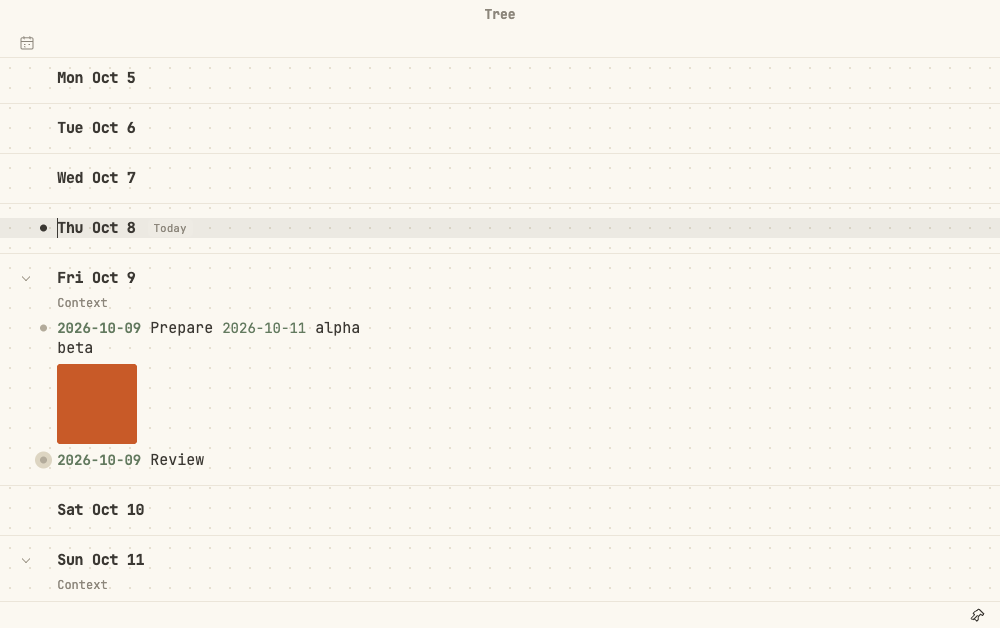 Tree
Mon Oct 5
Tue Oct 6
Wed Oct 7
Thu Oct 8 Today
Fri Oct 9
Context
2026-10-09 Prepare 2026-10-11 alpha
beta
2026-10-09 Review
Sat Oct 10
Sun Oct 11
Context